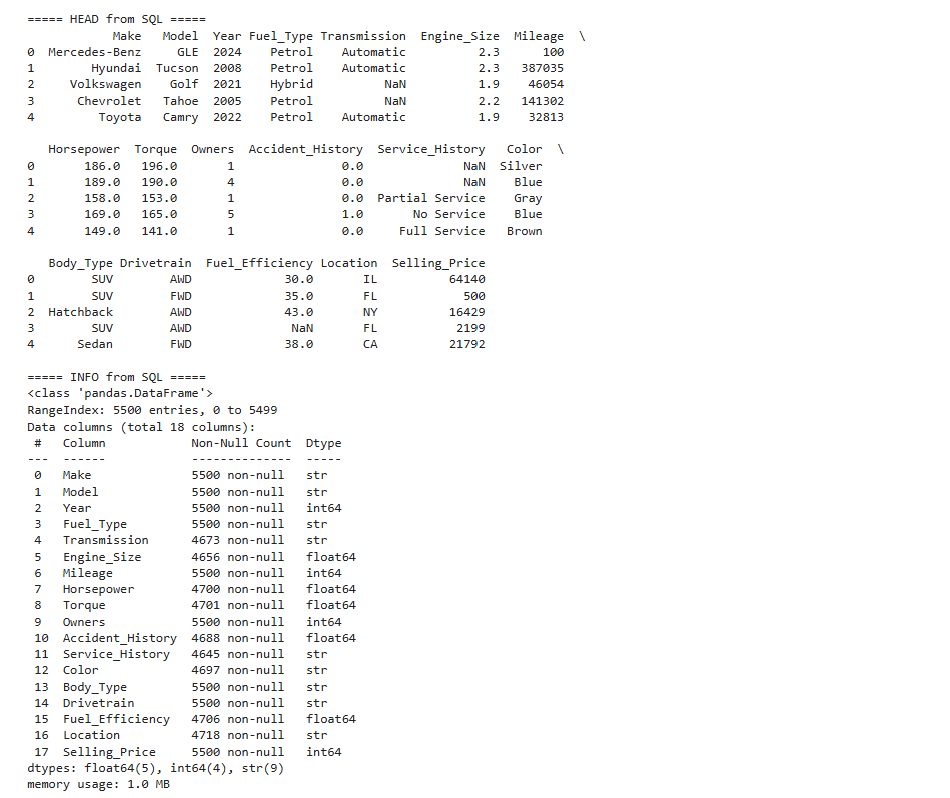 ===== HEAD from SQL =====
            Make   Model  Year Fuel_Type Transmission  Engine_Size  Mileage  \
0  Mercedes-Benz     GLE  2024    Petrol    Automatic          2.3      100
1        Hyundai  Tucson  2008    Petrol    Automatic          2.3   387035
2     Volkswagen    Golf  2021    Hybrid          NaN          1.9    46054
3      Chevrolet   Tahoe  2005    Petrol          NaN          2.2   141302
4         Toyota   Camry  2022    Petrol    Automatic          1.9    32813
   Horsepower  Torque  Owners  Accident_History  Service_History   Color  \
0       186.0   196.0       1               0.0              NaN  Silver
1       189.0   190.0       4               0.0              NaN    Blue
2       158.0   153.0       1               0.0  Partial Service    Gray
3       169.0   165.0       5               1.0       No Service    Blue
4       149.0   141.0       1               0.0     Full Service   Brown
   Body_Type Drivetrain  Fuel_Efficiency Location  Selling_Price
0        SUV        AWD             30.0       IL          64140
1        SUV        FWD             35.0       FL            500
2  Hatchback        AWD             43.0       NY          16429
3        SUV        AWD              NaN       FL           2199
4      Sedan        FWD             38.0       CA          21792
===== INFO from SQL =====
<class 'pandas.DataFrame'>
RangeIndex: 5500 entries, 0 to 5499
Data columns (total 18 columns):
 #   Column            Non-Null Count  Dtype
---  ------            --------------  -----
 0   Make              5500 non-null   str
 1   Model             5500 non-null   str
 2   Year              5500 non-null   int64
 3   Fuel_Type         5500 non-null   str
 4   Transmission      4673 non-null   str
 5   Engine_Size       4656 non-null   float64
 6   Mileage           5500 non-null   int64
 7   Horsepower        4700 non-null   float64
 8   Torque            4701 non-null   float64
 9   Owners            5500 non-null   int64
 10  Accident_History  4688 non-null   float64
 11  Service_History   4645 non-null   str
 12  Color             4697 non-null   str
 13  Body_Type         5500 non-null   str
 14  Drivetrain        5500 non-null   str
 15  Fuel_Efficiency   4706 non-null   float64
 16  Location          4718 non-null   str
 17  Selling_Price     5500 non-null   int64
dtypes: float64(5), int64(4), str(9)
memory usage: 1.0 MB